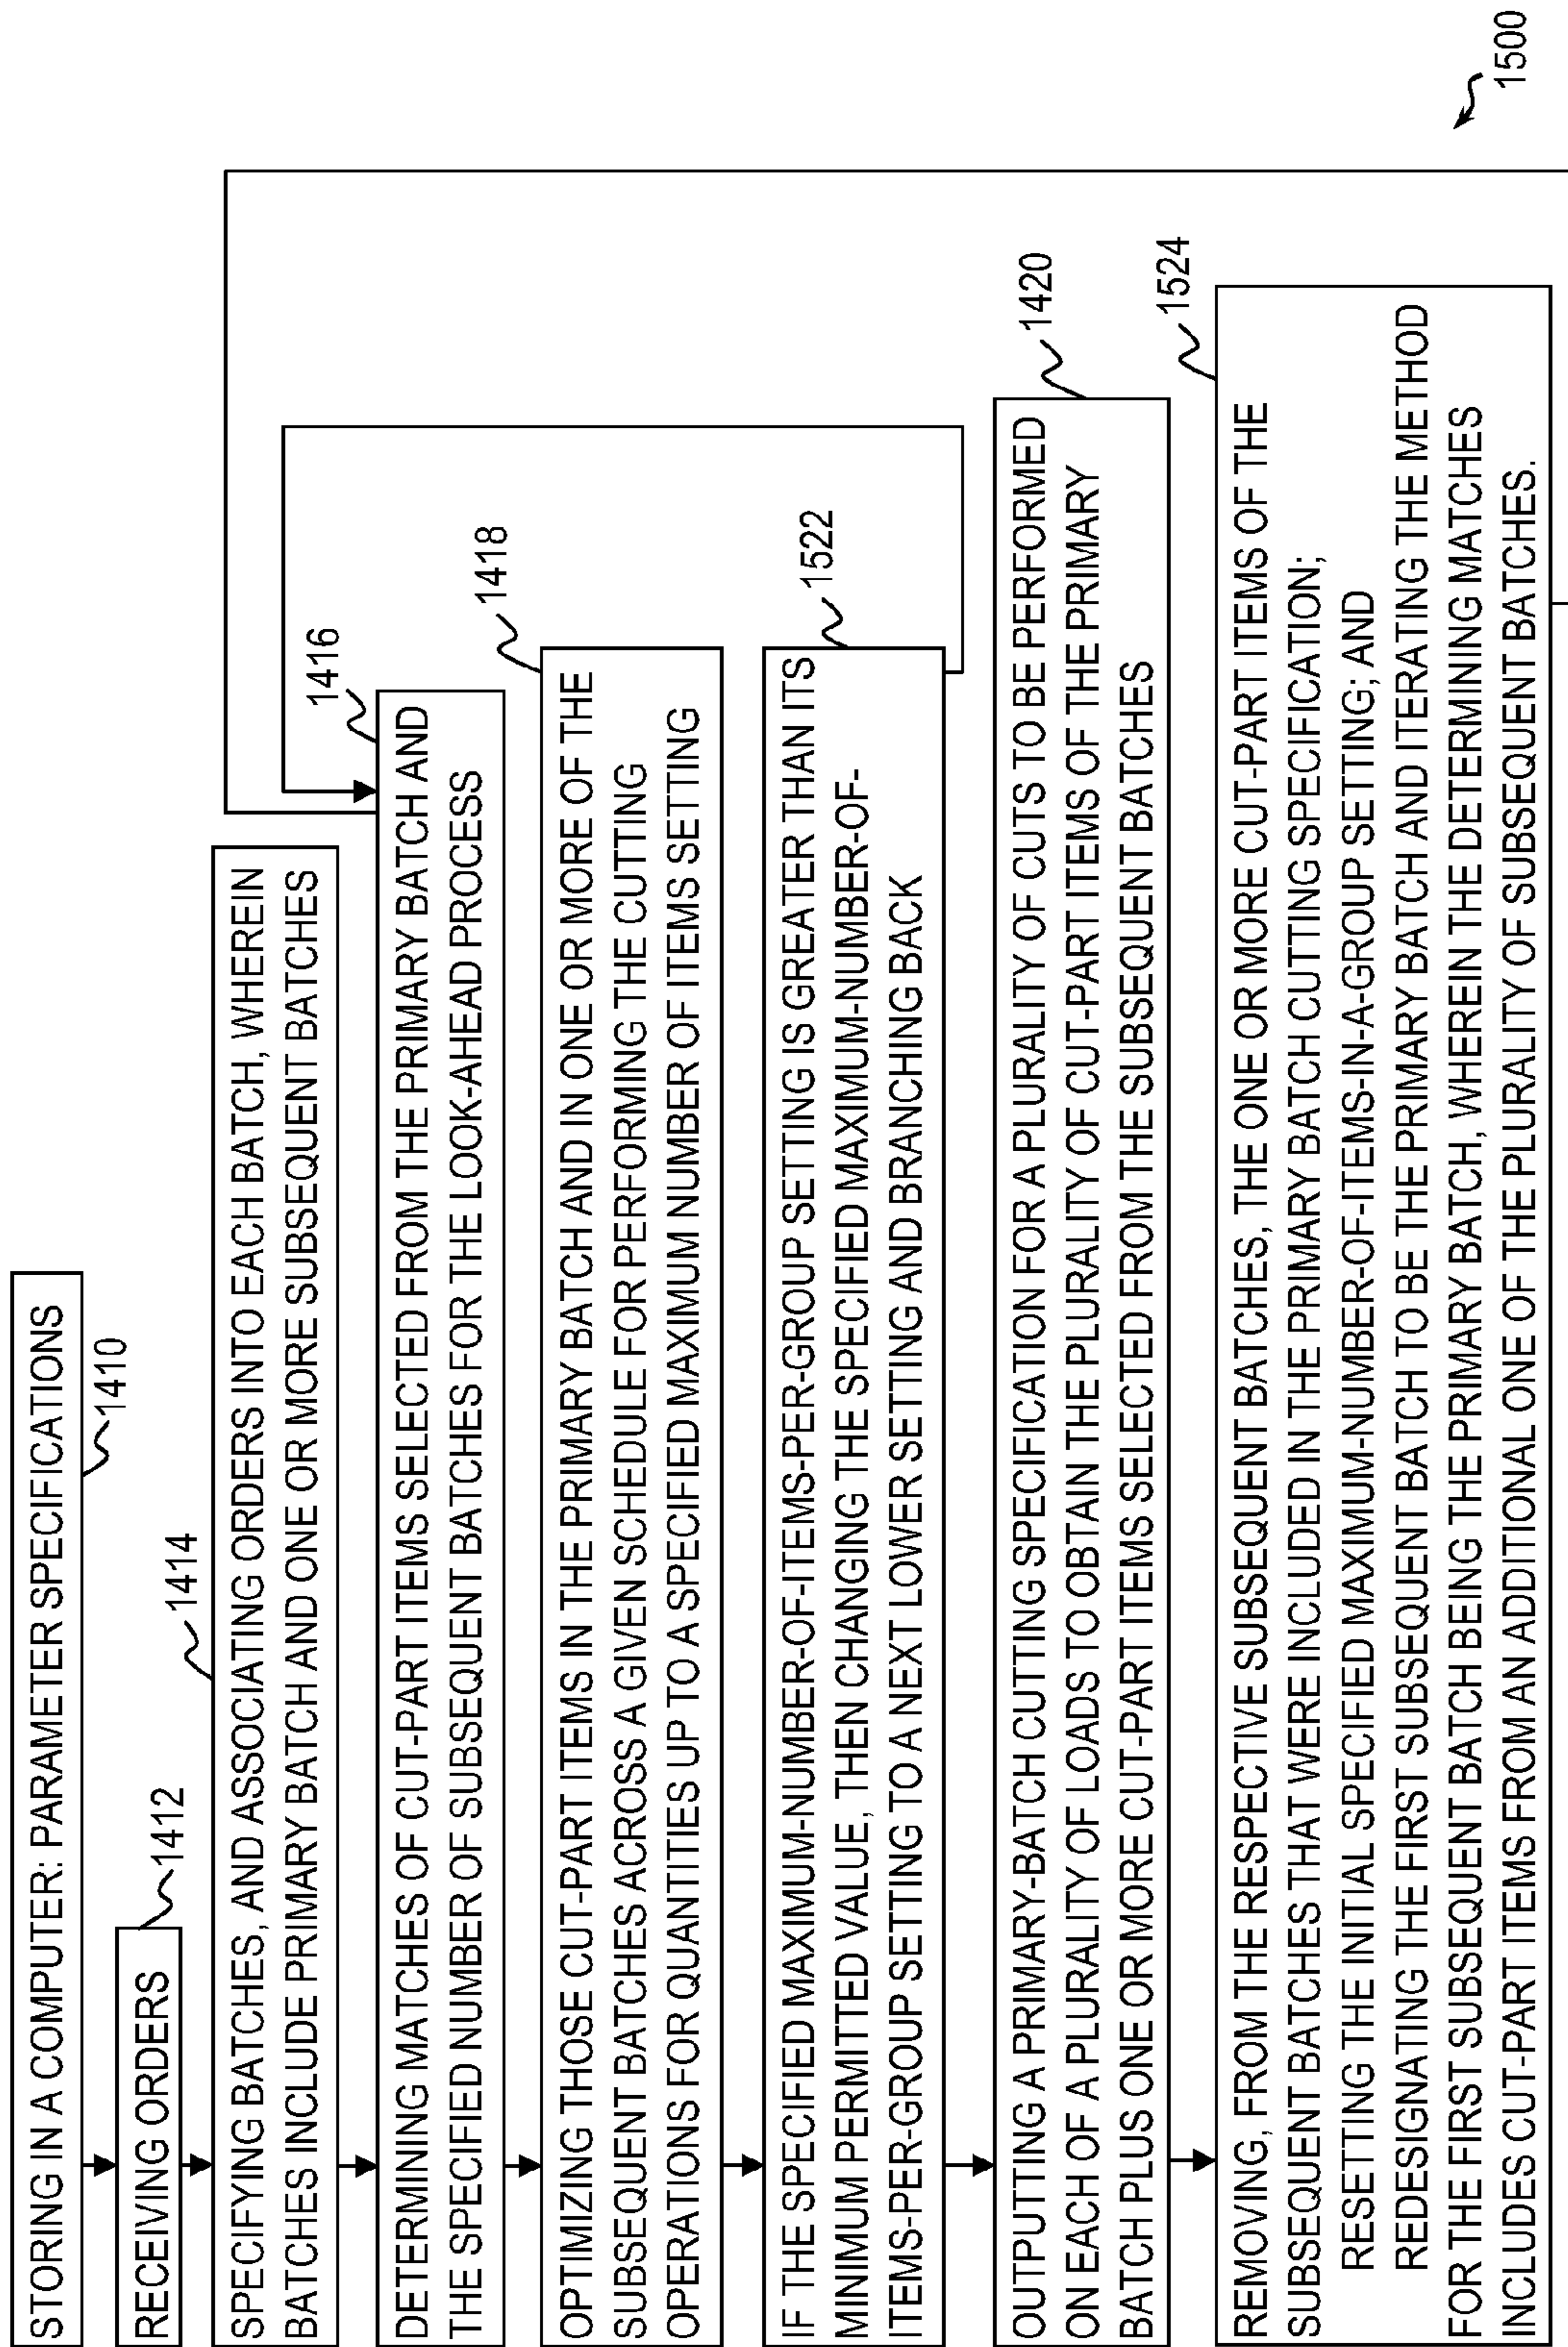 STORING IN A COMPUTER: PARAMETER SPECIFICATIONS
1410
RECEIVING ORDERS
1412
1414
SPECIFYING BATCHES, AND ASSOCIATING ORDERS INTO EACH BATCH, WHEREIN
BATCHES INCLUDE PRIMARY BATCH AND ONE OR MORE SUBSEQUENT BATCHES
1416
DETERMINING MATCHES OF CUT-PART ITEMS SELECTED FROM THE PRIMARY BATCH AND
THE SPECIFIED NUMBER OF SUBSEQUENT BATCHES FOR THE LOOK-AHEAD PROCESS
1418
OPTIMIZING THOSE CUT-PART ITEMS IN THE PRIMARY BATCH AND IN ONE OR MORE OF THE
SUBSEQUENT BATCHES ACROSS A GIVEN SCHEDULE FOR PERFORMING THE CUTTING
OPERATIONS FOR QUANTITIES UP TO A SPECIFIED MAXIMUM NUMBER OF ITEMS SETTING
1522
IF THE SPECIFIED MAXIMUM-NUMBER-OF-ITEMS-PER-GROUP SETTING IS GREATER THAN ITS
MINIMUM PERMITTED VALUE, THEN CHANGING THE SPECIFIED MAXIMUM-NUMBER-OF-
ITEMS-PER-GROUP SETTING TO A NEXT LOWER SETTING AND BRANCHING BACK
1420
OUTPUTTING A PRIMARY-BATCH CUTTING SPECIFICATION FOR A PLURALITY OF CUTS TO BE PERFORMED
ON EACH OF A PLURALITY OF LOADS TO OBTAIN THE PLURALITY OF CUT-PART ITEMS OF THE PRIMARY
BATCH PLUS ONE OR MORE CUT-PART ITEMS SELECTED FROM THE SUBSEQUENT BATCHES
1524
REMOVING, FROM THE RESPECTIVE SUBSEQUENT BATCHES, THE ONE OR MORE CUT-PART ITEMS OF THE
SUBSEQUENT BATCHES THAT WERE INCLUDED IN THE PRIMARY BATCH CUTTING SPECIFICATION;
RESETTING THE INITIAL SPECIFIED MAXIMUM-NUMBER-OF-ITEMS-IN-A-GROUP SETTING; AND
REDESIGNATING THE FIRST SUBSEQUENT BATCH TO BE THE PRIMARY BATCH AND ITERATING THE METHOD
FOR THE FIRST SUBSEQUENT BATCH BEING THE PRIMARY BATCH, WHEREIN THE DETERMINING MATCHES
INCLUDES CUT-PART ITEMS FROM AN ADDITIONAL ONE OF THE PLURALITY OF SUBSEQUENT BATCHES.
1500